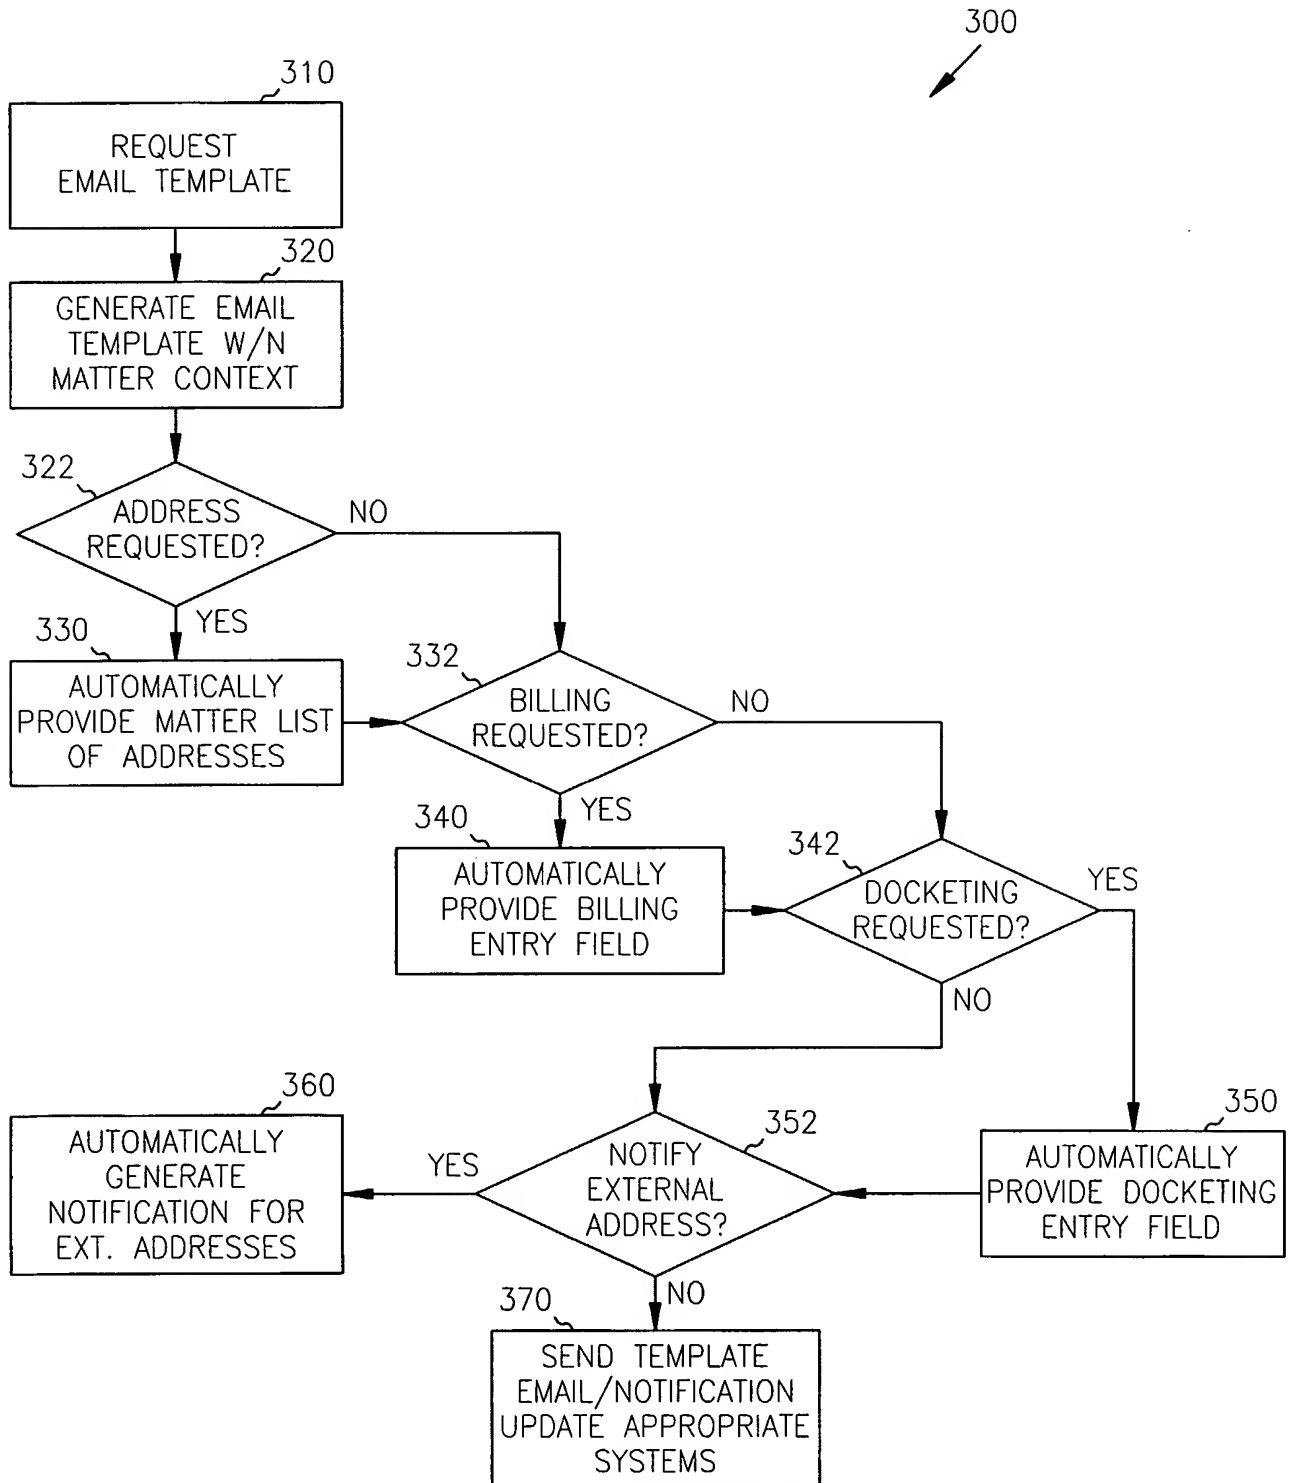 300
310
REQUEST
EMAIL TEMPLATE
320
GENERATE EMAIL
TEMPLATE W/N
MATTER CONTEXT
322
ADDRESS
REQUESTED?
NO
YES
330
AUTOMATICALLY
PROVIDE MATTER LIST
OF ADDRESSES
332
BILLING
REQUESTED?
NO
YES
340
AUTOMATICALLY
PROVIDE BILLING
ENTRY FIELD
342
DOCKETING
REQUESTED?
YES
NO
350
AUTOMATICALLY
PROVIDE DOCKETING
ENTRY FIELD
352
NOTIFY
EXTERNAL
ADDRESS?
YES
NO
360
AUTOMATICALLY
GENERATE
NOTIFICATION FOR
EXT. ADDRESSES
370
SEND TEMPLATE
EMAIL/NOTIFICATION
UPDATE APPROPRIATE
SYSTEMS